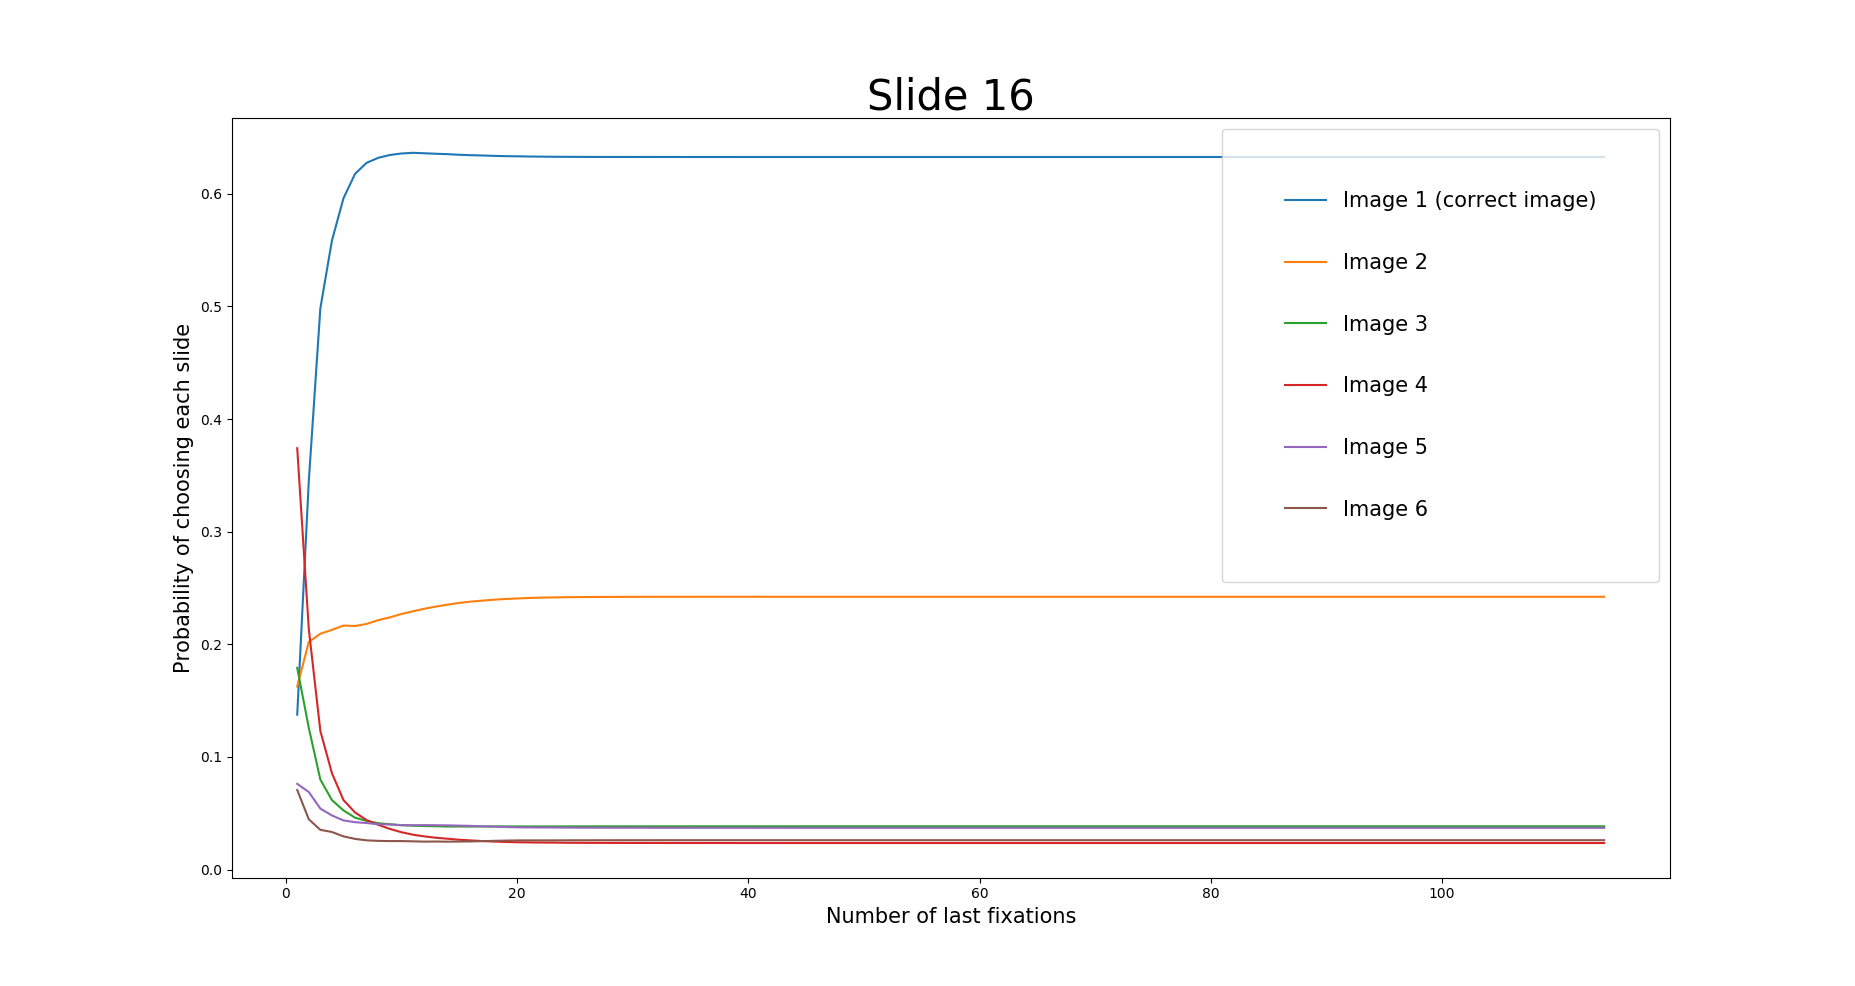 Slide 16
Probability of choosing each slide
0.6
0.5
0.4
0.3
0.2
0.1
0.0
Image 1 (correct image)
Image 2
Image 3
Image 4
Image 5
Image 6
0 20 40 60 80 100
Number of last fixations